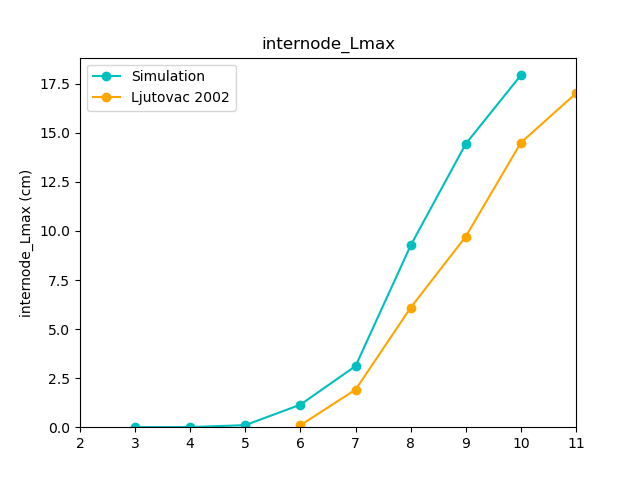 internode_Lmax
Simulation
Ljutovac 2002
internode_Lmax (cm)
17.5
15.0
12.5
10.0
7.5
5.0
2.5
0.0
2 3 4 5 6 7 8 9 10 11